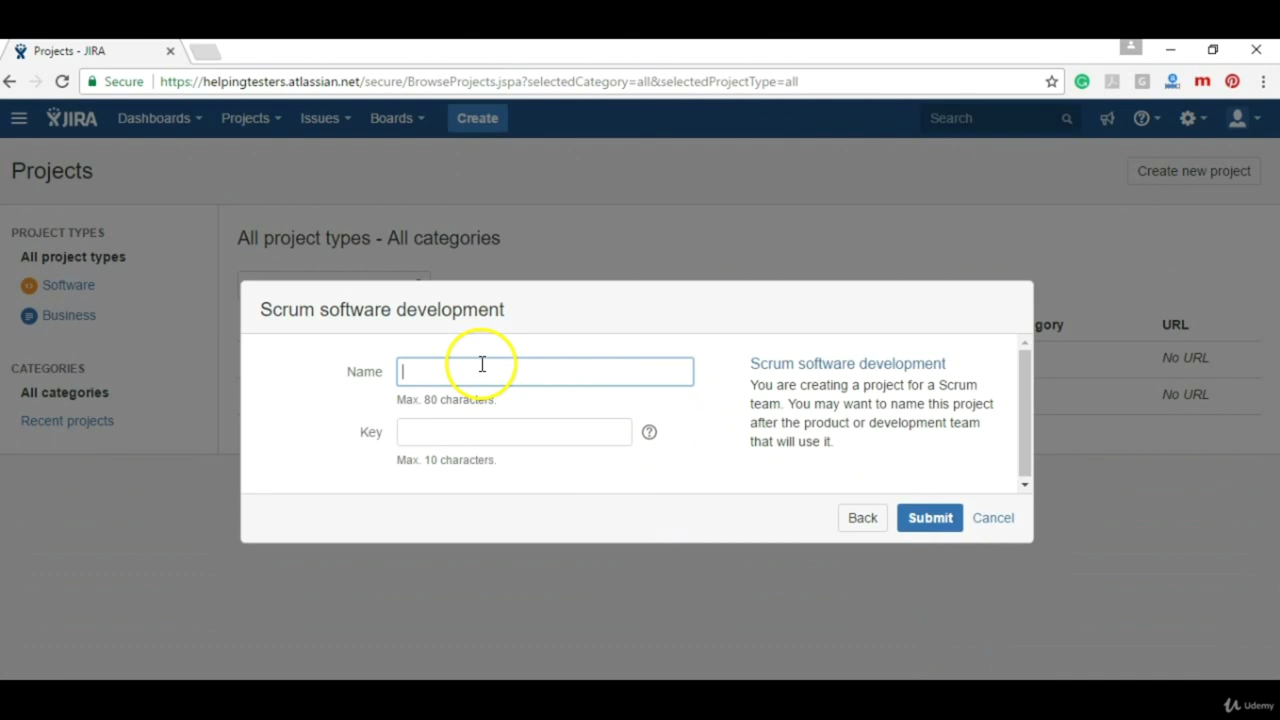 Projects - JIRA
Secure https://helpingtesters.atlassian.net/secure/BrowseProjects.jspa?selectedCategory=all&selectedProjectType=all
JIRA Dashboards Projects Issues Boards Create Search
Projects
Create new project
PROJECT TYPES
All project types
Software
Business
CATEGORIES
All categories
Recent projects
All project types - All categories
gory URL
No URL
No URL
Scrum software development
Name
Max. 80 characters.
Key
Max. 10 characters.
Scrum software development
You are creating a project for a Scrum
team. You may want to name this project
after the product or development team
that will use it.
Back Submit Cancel
Udemy